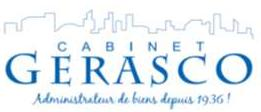 CABINET
GERASCO
Administrateur de biens depuis 1936 !